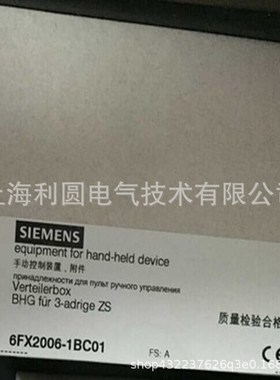 上海利圆电气技术有限
SIEMENS
equipment for hand-held device
手动控制装置，附件
принадлежности для пульт ручного управления
Verteilerbox
BHG für 3-adrige ZS
质量检验合格
6FX2006-1BC01
FS: A
CE
shop432237626q3e0.1688